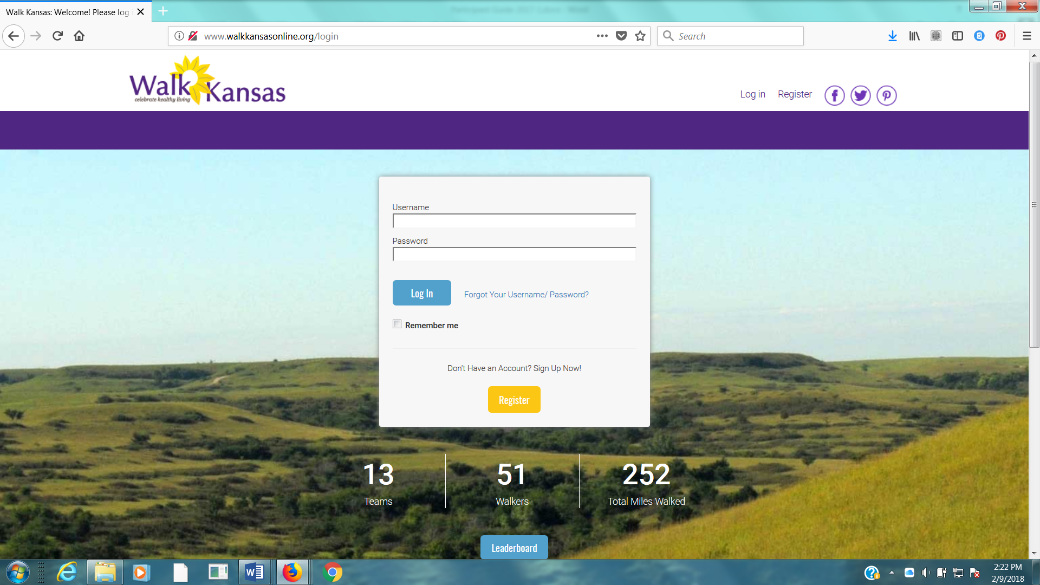 Walk Kansas: Welcome! Please log
www.walkkansasonline.org/login
Search
Walk Kansas
celebrate healthy living
Log in Register
Username
Password
Log In Forgot Your Username/ Password?
Remember me
Don't Have an Account? Sign Up Now!
Register
13 51 252
Teams Walkers Total Miles Walked
Leaderboard
2:22 PM
2/9/2018